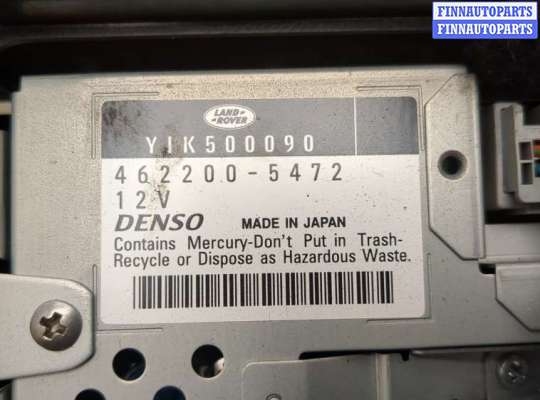 FINNAUTOPARTS
FINNAUTOPARTS
LAND-
-ROVER
YIK500090
462200-5472
12V
DENSO MADE IN JAPAN
Contains Mercury-Don't Put in Trash-
Recycle or Dispose as Hazardous Waste.